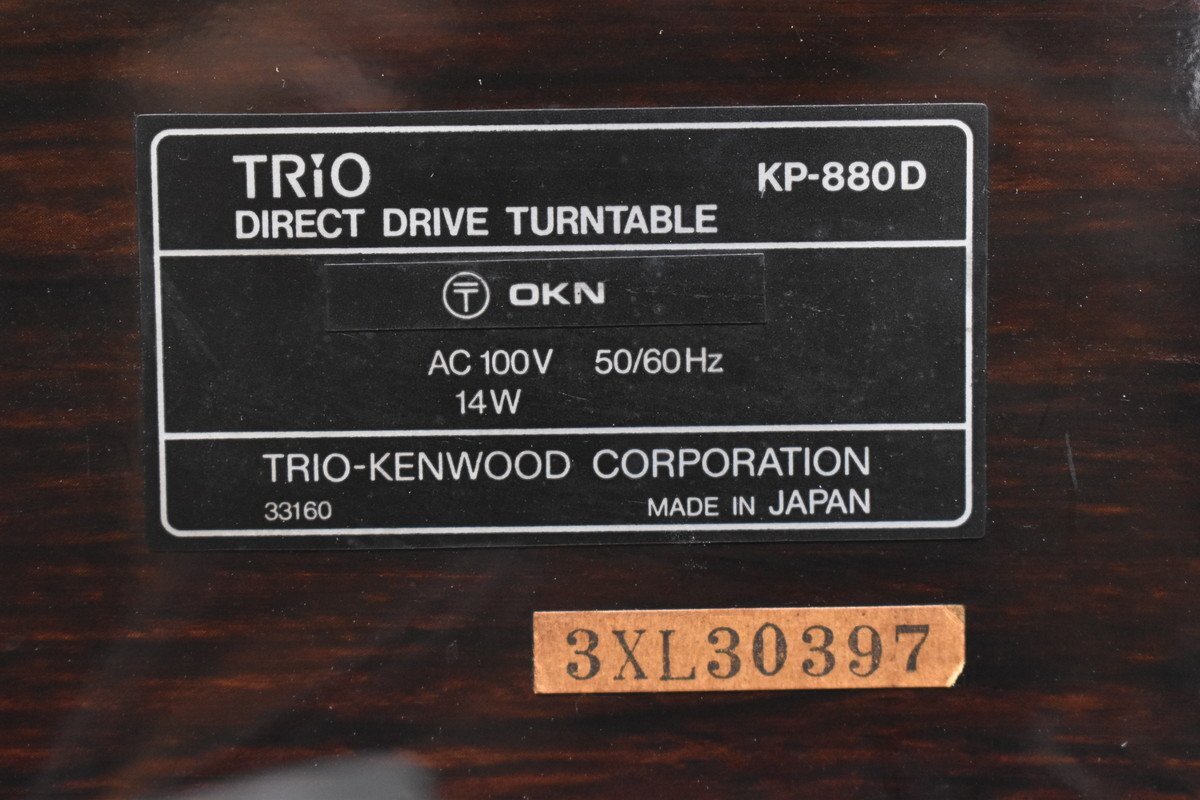 TRiO KP-880D
DIRECT DRIVE TURNTABLE
〶 OKN
AC 100V 50/60Hz
14W
TRIO-KENWOOD CORPORATION
33160 MADE IN JAPAN
3XL30397